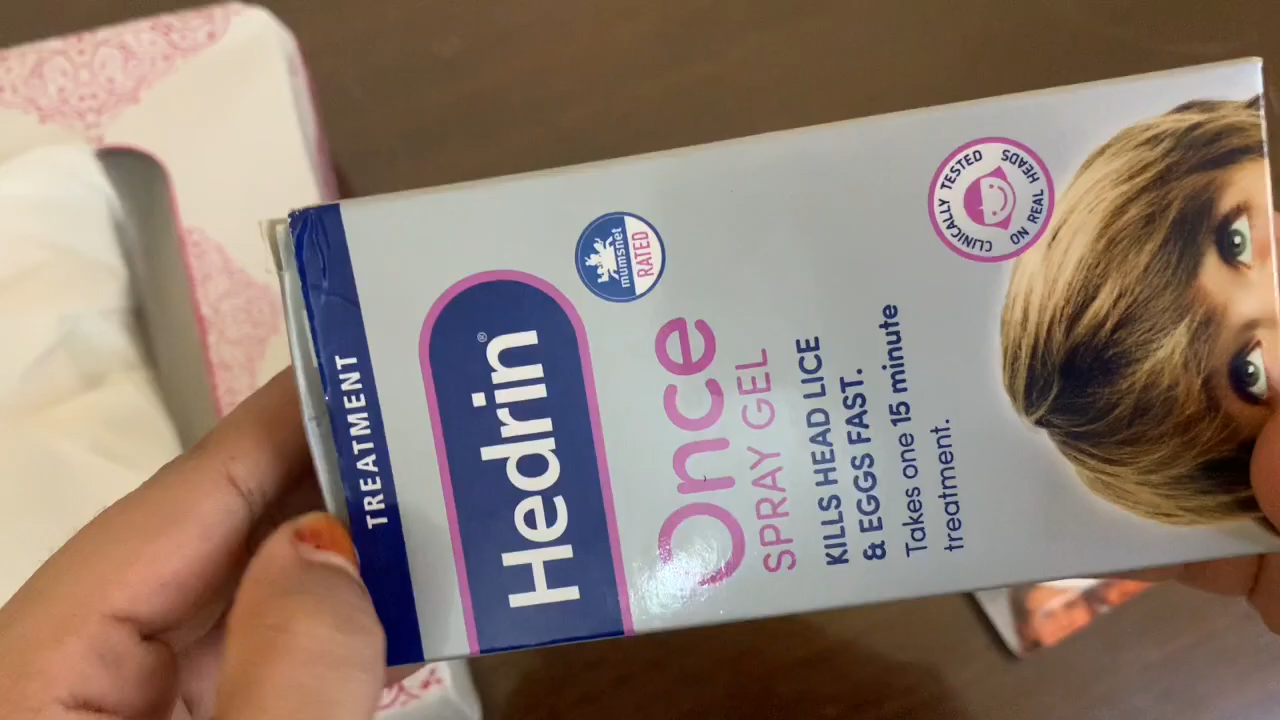 TREATMENT
Hedrin®
mumsnet
RATED
Once
SPRAY GEL
KILLS HEAD LICE
& EGGS FAST.
Takes one 15 minute
treatment.
CLINICALLY TESTED
ON REAL HEADS